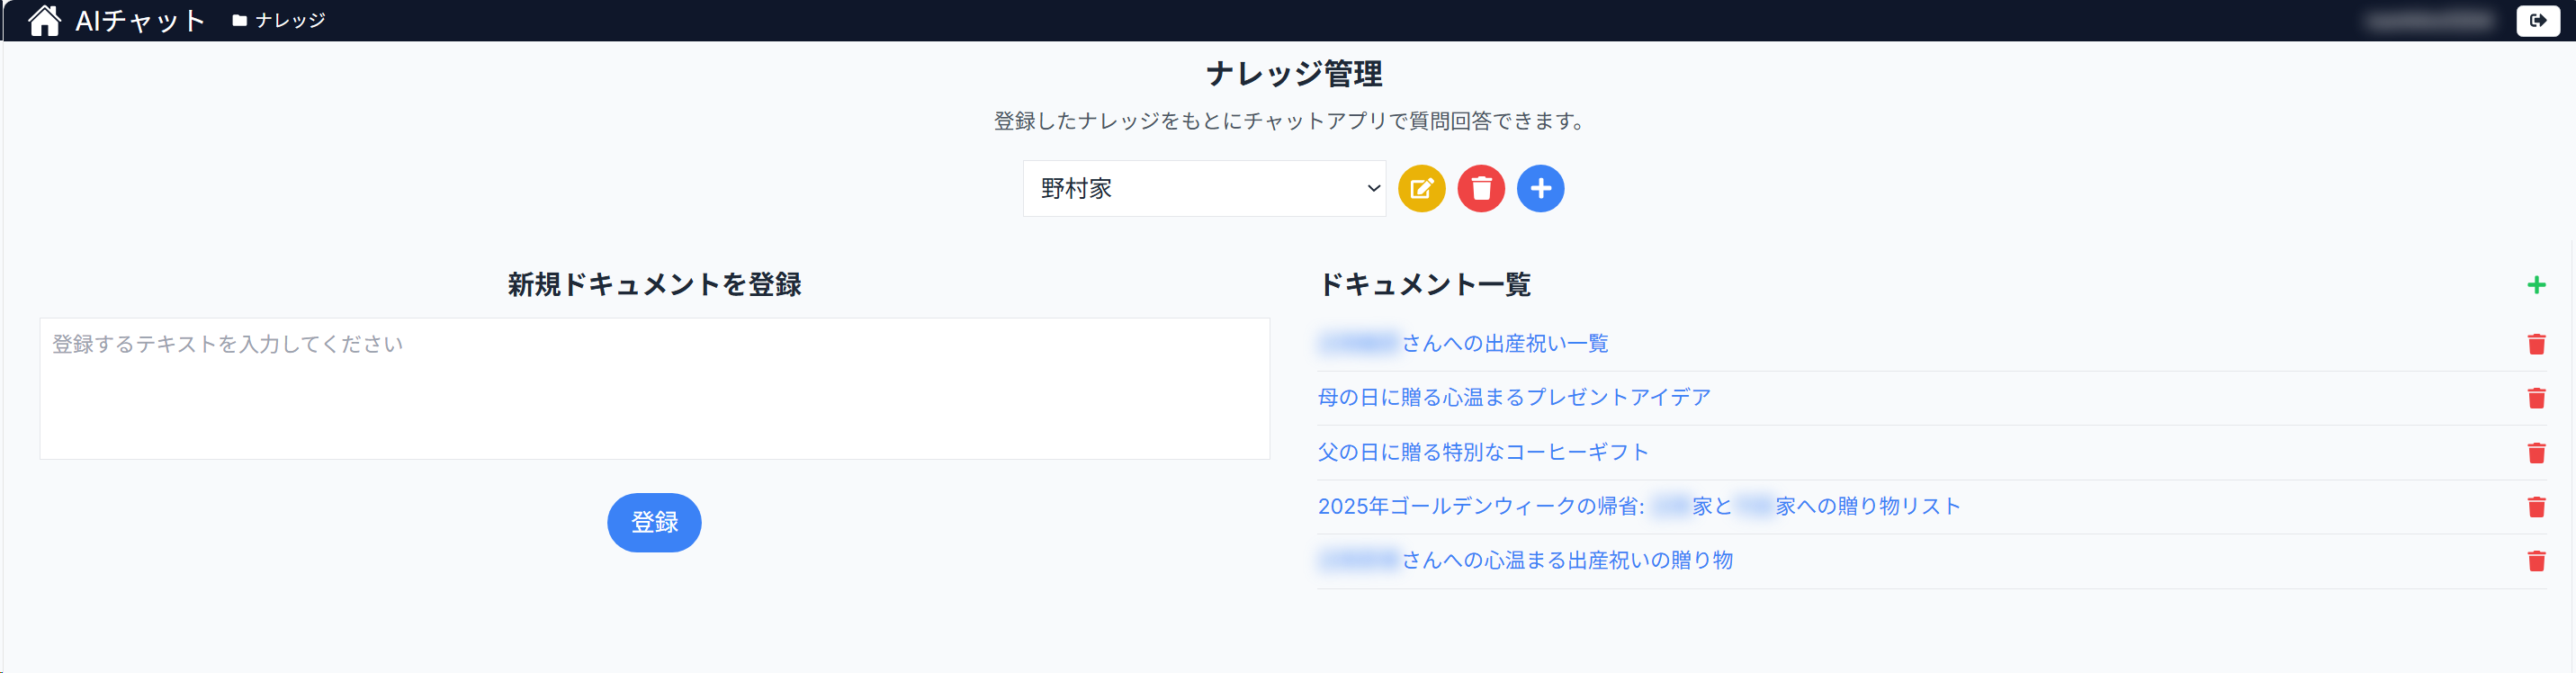 AIチャット ナレッジ
ナレッジ管理
登録したナレッジをもとにチャットアプリで質問回答できます。
野村家
新規ドキュメントを登録
登録するテキストを入力してください
登録
ドキュメント一覧
さんへの出産祝い一覧
母の日に贈る心温まるプレゼントアイデア
父の日に贈る特別なコーヒーギフト
2025年ゴールデンウィークの帰省: 家と家への贈り物リスト
さんへの心温まる出産祝いの贈り物